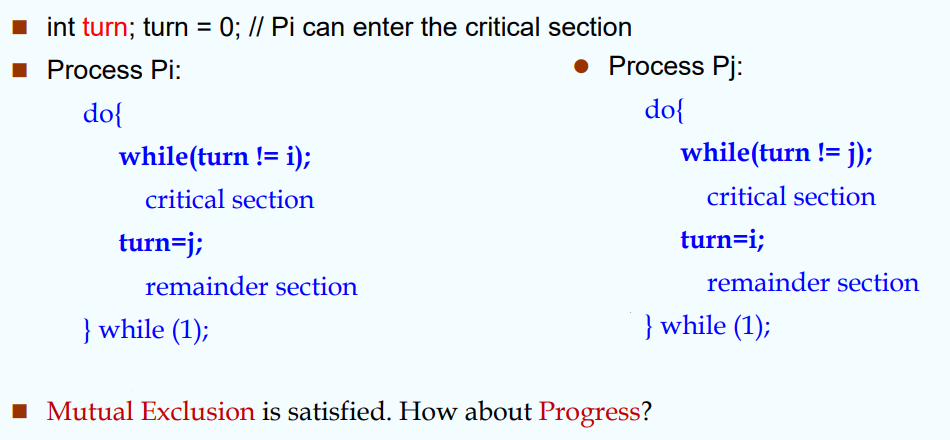 int turn; turn = 0; // Pi can enter the critical section
Process Pi:
do{
while(turn != i);
critical section
turn=j;
remainder section
} while (1);
Process Pj:
do{
while(turn != j);
critical section
turn=i;
remainder section
} while (1);
Mutual Exclusion is satisfied. How about Progress?